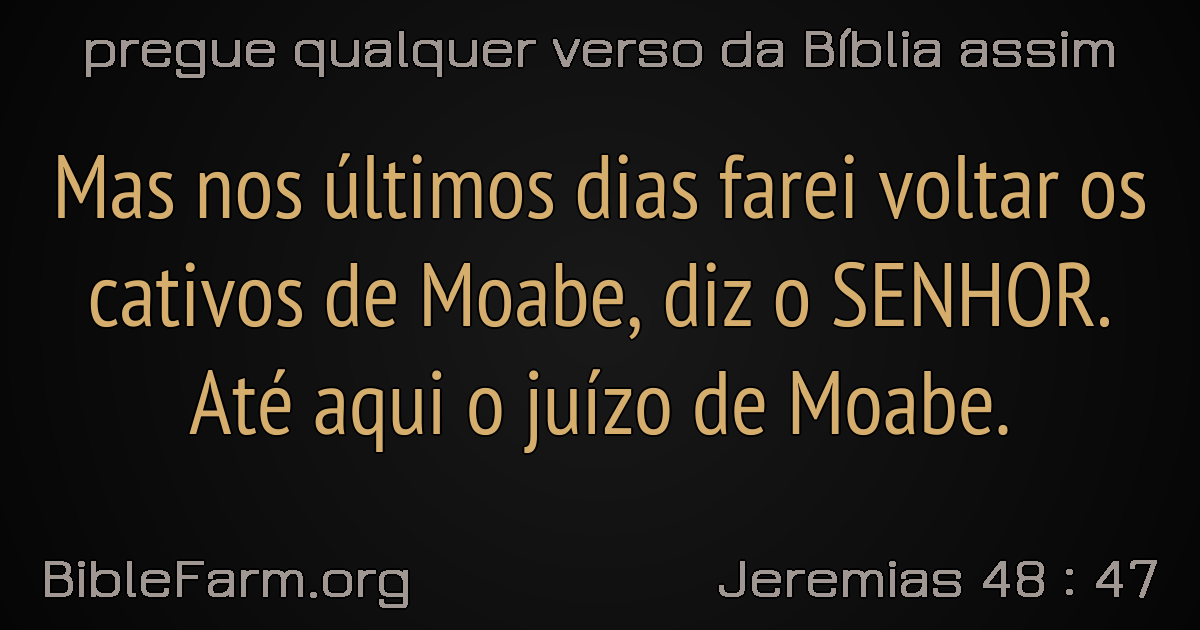 pregue qualquer verso da Bíblia assim
Mas nos últimos dias farei voltar os
cativos de Moabe, diz o SENHOR.
Até aqui o juízo de Moabe.
BibleFarm.org
Jeremias 48 : 47